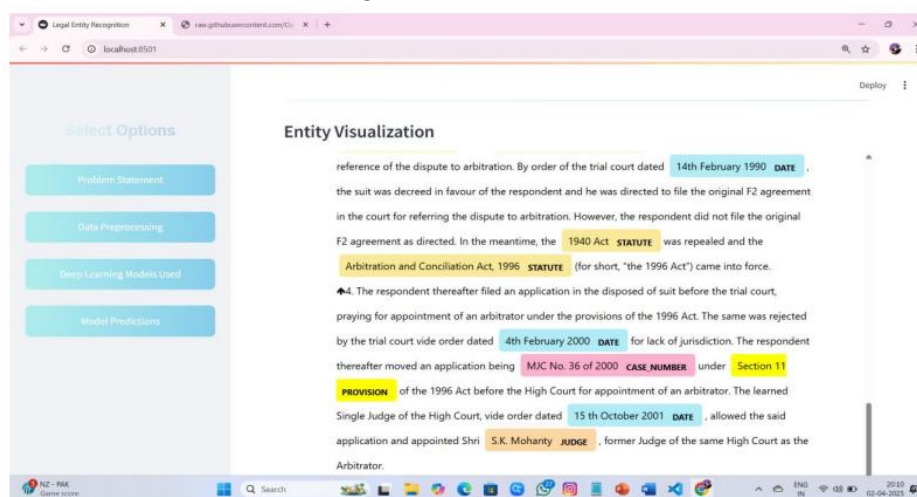 Legal Entity Recognition
raw.githubusercontent.com/Co
localhost:8501
Deploy
Select Options
Problem Statement
Data Preprocessing
Deep Learning Models Used
Model Predictions
Entity Visualization
reference of the dispute to arbitration. By order of the trial court dated 14th February 1990 DATE ,
the suit was decreed in favour of the respondent and he was directed to file the original F2 agreement
in the court for referring the dispute to arbitration. However, the respondent did not file the original
F2 agreement as directed. In the meantime, the 1940 Act STATUTE was repealed and the
Arbitration and Conciliation Act, 1996 STATUTE (for short, "the 1996 Act") came into force.
4. The respondent thereafter filed an application in the disposed of suit before the trial court,
praying for appointment of an arbitrator under the provisions of the 1996 Act. The same was rejected
by the trial court vide order dated 4th February 2000 DATE for lack of jurisdiction. The respondent
thereafter moved an application being MJC No. 36 of 2000 CASE_NUMBER under Section 11
PROVISION of the 1996 Act before the High Court for appointment of an arbitrator. The learned
Single Judge of the High Court, vide order dated 15 th October 2001 DATE , allowed the said
application and appointed Shri S.K. Mohanty JUDGE , former Judge of the same High Court as the
Arbitrator.
NZ - PAK
Game score
Search
ENG
IN
20:10
02-04-2025